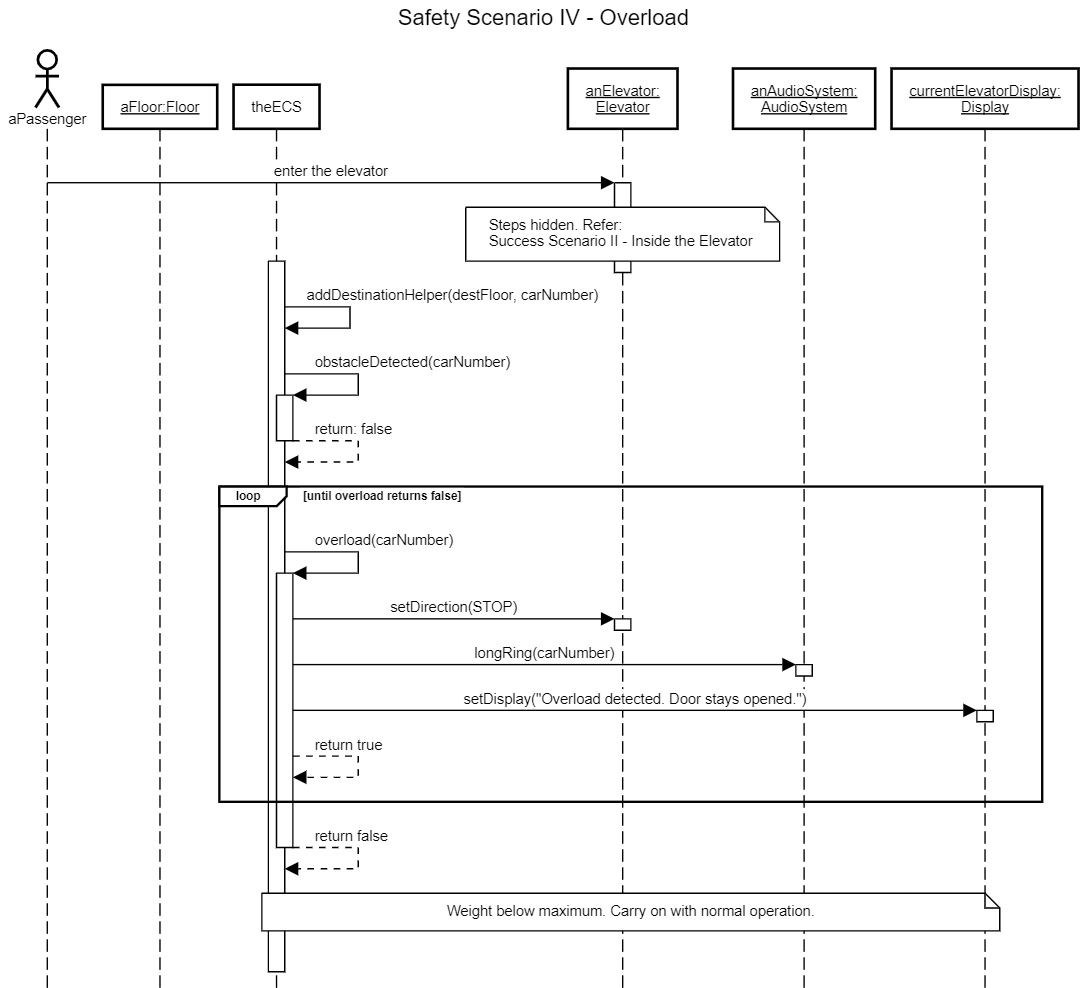 Safety Scenario IV - Overload
aPassenger
aFloor:Floor
theECS
anElevator:
Elevator
anAudioSystem:
AudioSystem
currentElevatorDisplay:
Display
enter the elevator
Steps hidden. Refer:
Success Scenario II - Inside the Elevator
addDestinationHelper(destFloor, carNumber)
obstacleDetected(carNumber)
return: false
loop
[until overload returns false]
overload(carNumber)
setDirection(STOP)
longRing(carNumber)
setDisplay("Overload detected. Door stays opened.")
return true
return false
Weight below maximum. Carry on with normal operation.